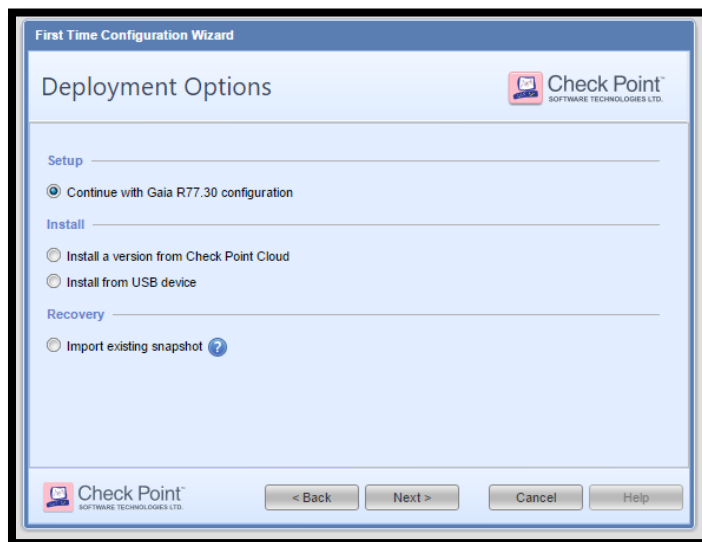 First Time Configuration Wizard
Deployment Options
Check Point™
SOFTWARE TECHNOLOGIES LTD.
Setup
Continue with Gaia R77.30 configuration
Install
Install a version from Check Point Cloud
Install from USB device
Recovery
Import existing snapshot ?
Check Point™
SOFTWARE TECHNOLOGIES LTD.
< Back Next > Cancel Help